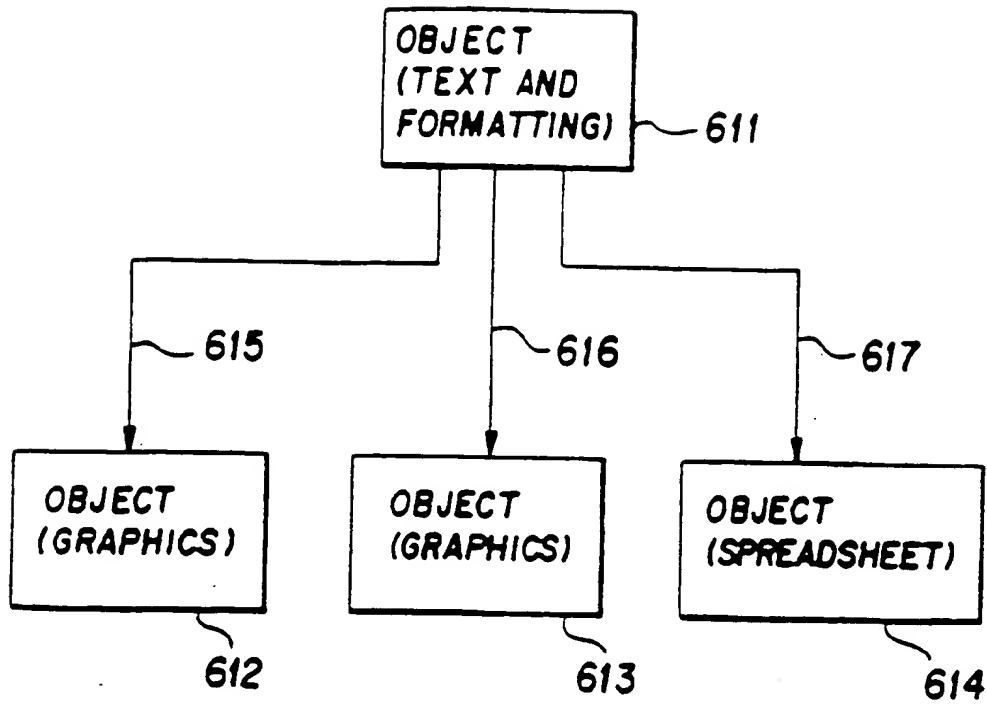 OBJECT
(TEXT AND
FORMATTING)
611
615
616
617
OBJECT
(GRAPHICS)
OBJECT
(GRAPHICS)
OBJECT
(SPREADSHEET)
612
613
614